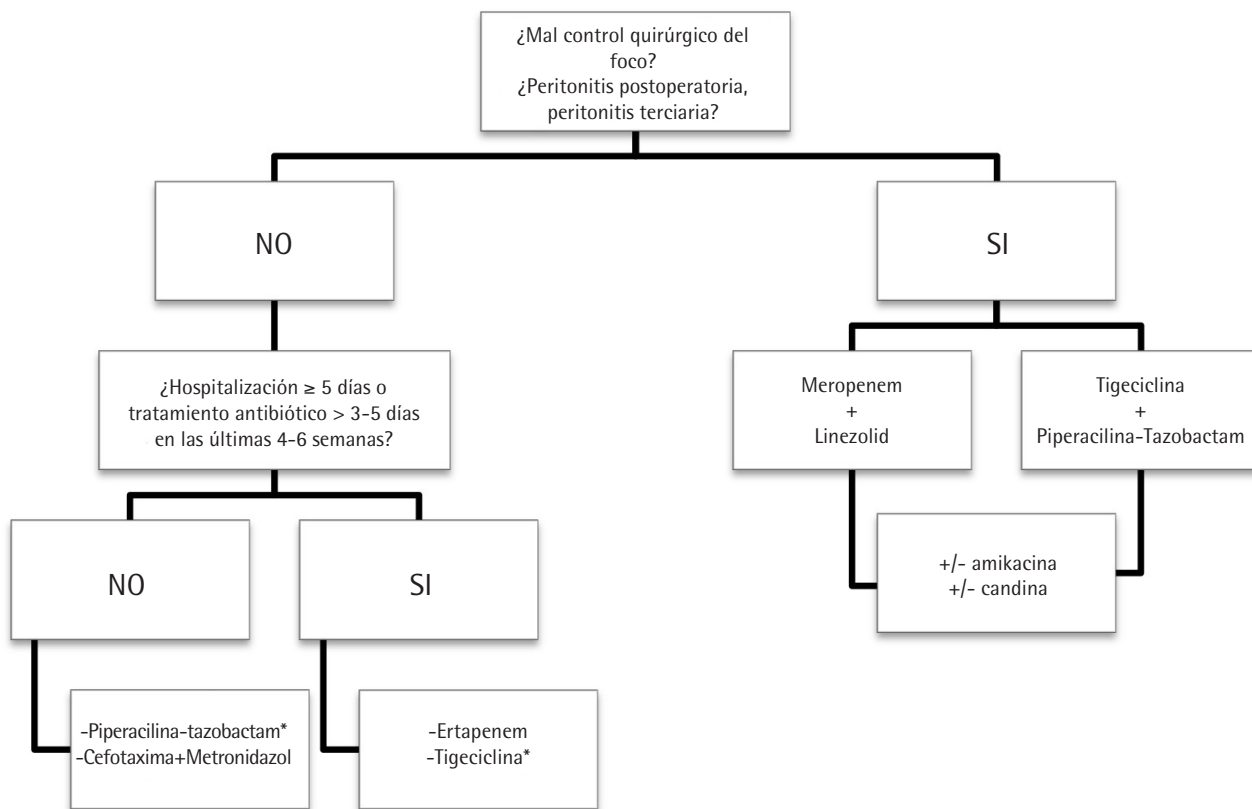 ¿Mal control quirúrgico del
foco?
¿Peritonitis postoperatoria,
peritonitis terciaria?
NO
SI
¿Hospitalización ≥ 5 días o
tratamiento antibiótico > 3-5 días
en las últimas 4-6 semanas?
Meropenem
+
Linezolid
Tigeciclina
+
Piperacilina-Tazobactam
NO
SI
+/- amikacina
+/- candina
-Piperacilina-tazobactam*
-Cefotaxima+Metronidazol
-Ertapenem
-Tigeciclina*